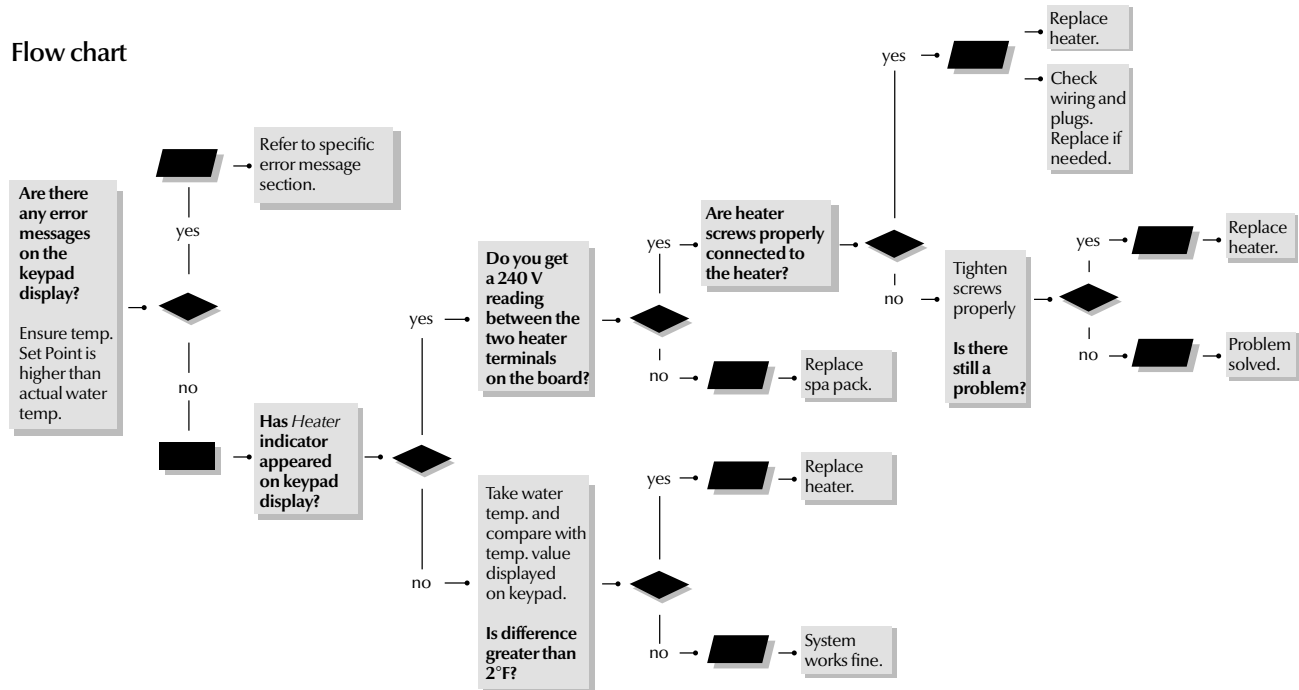 Flow chart
Are there
any error
messages
on the
keypad
display?
Ensure temp.
Set Point is
higher than
actual water
temp.
yes
Refer to specific
error message
section.
no
Has Heater
indicator
appeared
on keypad
display?
yes
Do you get
a 240 V
reading
between the
two heater
terminals
on the board?
yes
Are heater
screws properly
connected to
the heater?
yes
Replace
heater.
Check
wiring and
plugs.
Replace if
needed.
no
Tighten
screws
properly
Is there
still a
problem?
yes
Replace
heater.
no
Problem
solved.
no
Replace
spa pack.
no
Take water
temp. and
compare with
temp. value
displayed
on keypad.
Is difference
greater than
2°F?
yes
Replace
heater.
no
System
works fine.